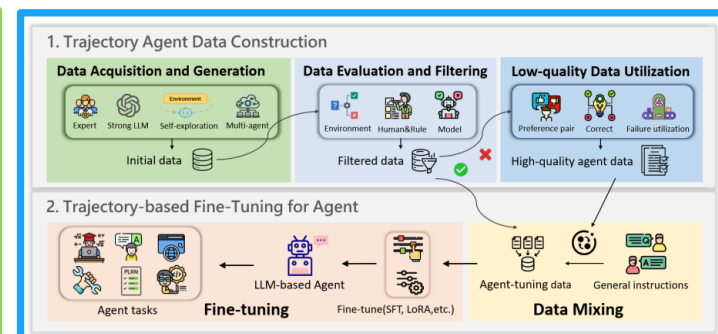 1. Trajectory Agent Data Construction
Data Acquisition and Generation
Environment
Expert
Strong LLM
Self-exploration
Multi-agent
Initial data
Data Evaluation and Filtering
Environment
Human&Rule
Model
Filtered data
Low-quality Data Utilization
Preference pair
Correct
Failure utilization
High-quality agent data
2. Trajectory-based Fine-Tuning for Agent
PLAN
Agent tasks
LLM-based Agent
Fine-tune(SFT, LoRA,etc.)
Fine-tuning
Agent-tuning data
General instructions
Data Mixing